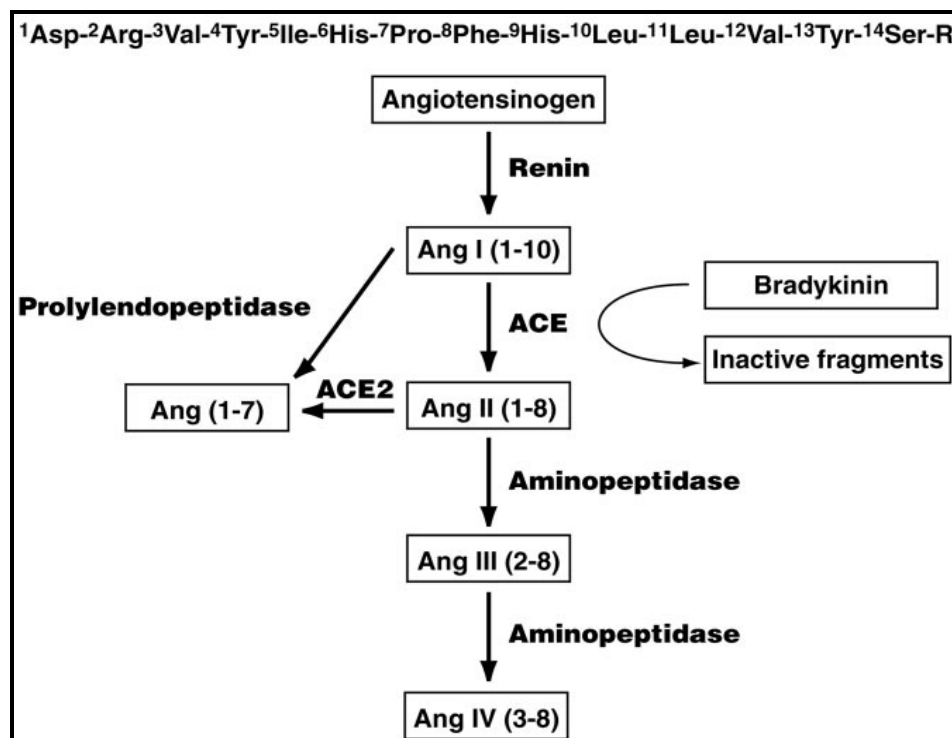 ¹Asp-²Arg-³Val-⁴Tyr-⁵Ile-⁶His-⁷Pro-⁸Phe-⁹His-¹⁰Leu-¹¹Leu-¹²Val-¹³Tyr-¹⁴Ser-R
Angiotensinogen
Renin
Ang I (1-10)
Prolylendopeptidase
ACE
Bradykinin
Inactive fragments
ACE2
Ang (1-7)
Ang II (1-8)
Aminopeptidase
Ang III (2-8)
Aminopeptidase
Ang IV (3-8)